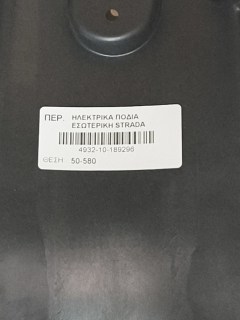 ΠΕΡ. ΗΛΕΚΤΡΙΚΑ ΠΟΔΙΑ
ΕΣΩΤΕΡΙΚΗ STRADA
4932-10-189296
ΘΕΣΗ: 50-580